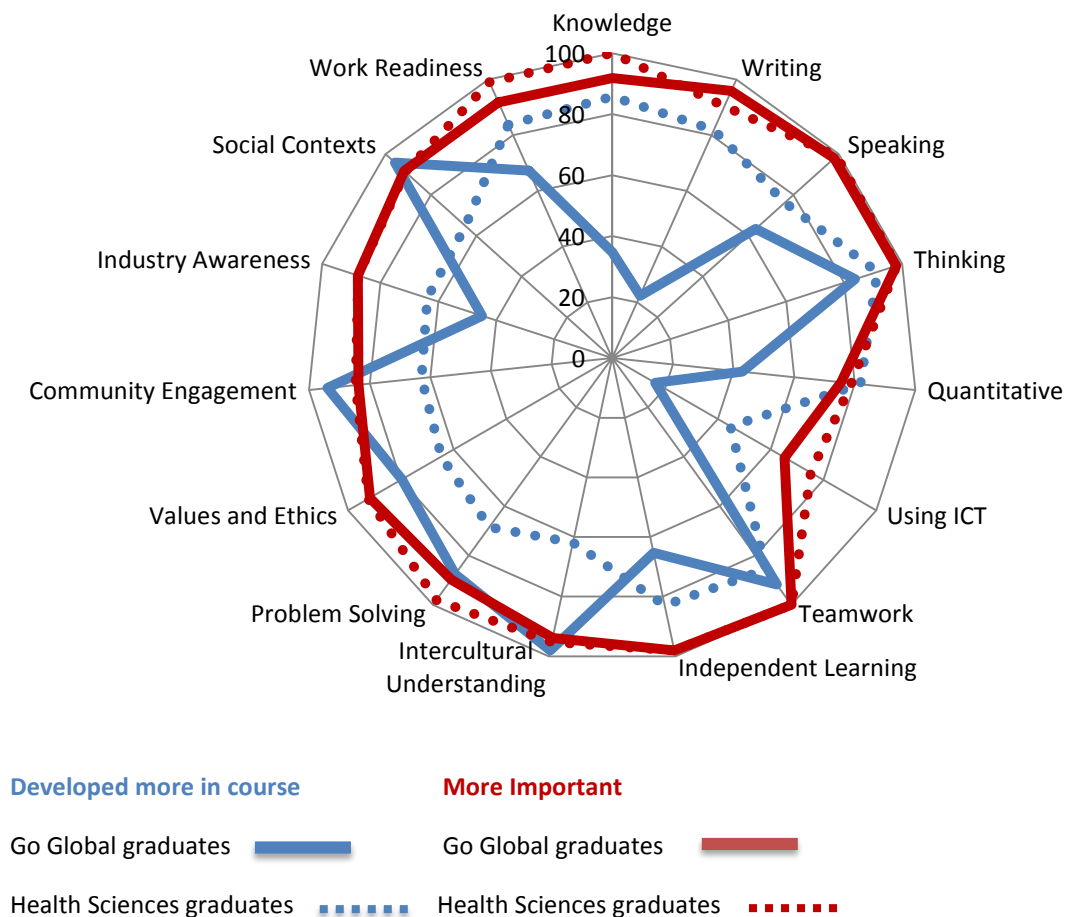 Knowledge
100
Writing
Work Readiness
80
Social Contexts
Speaking
60
40
Industry Awareness
Thinking
20
0
Community Engagement
Quantitative
Values and Ethics
Using ICT
Problem Solving
Teamwork
Intercultural
Understanding
Independent Learning
Developed more in course
More Important
Go Global graduates
Go Global graduates
Health Sciences graduates
Health Sciences graduates